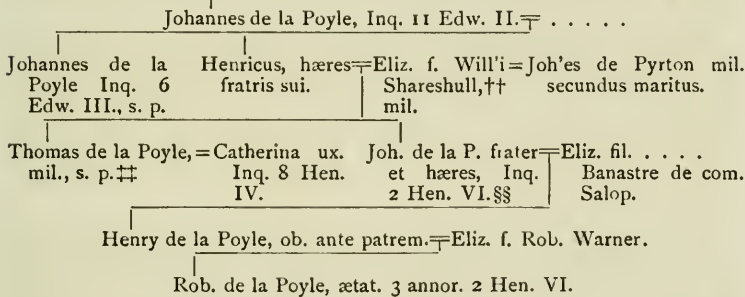 Johannes de la Poyle, Inq. 11 Edw. II. = . . . . .
Johannes de la Henricus, hæres = Eliz. f. Will'i = Joh'es de Pyrton mil.
Poyle Inq. 6 fratris sui. Shareshull,†† secundus maritus.
Edw. III., s. p. mil.
Thomas de la Poyle, = Catherina ux. Joh. de la P. frater = Eliz. fil. . . . .
mil., s. p.‡‡ Inq. 8 Hen. et hæres, Inq. Banastre de com.
IV. 2 Hen. VI.§§ Salop.
Henry de la Poyle, ob. ante patrem. = Eliz. f. Rob. Warner.
Rob. de la Poyle, ætat. 3 annor. 2 Hen. VI.